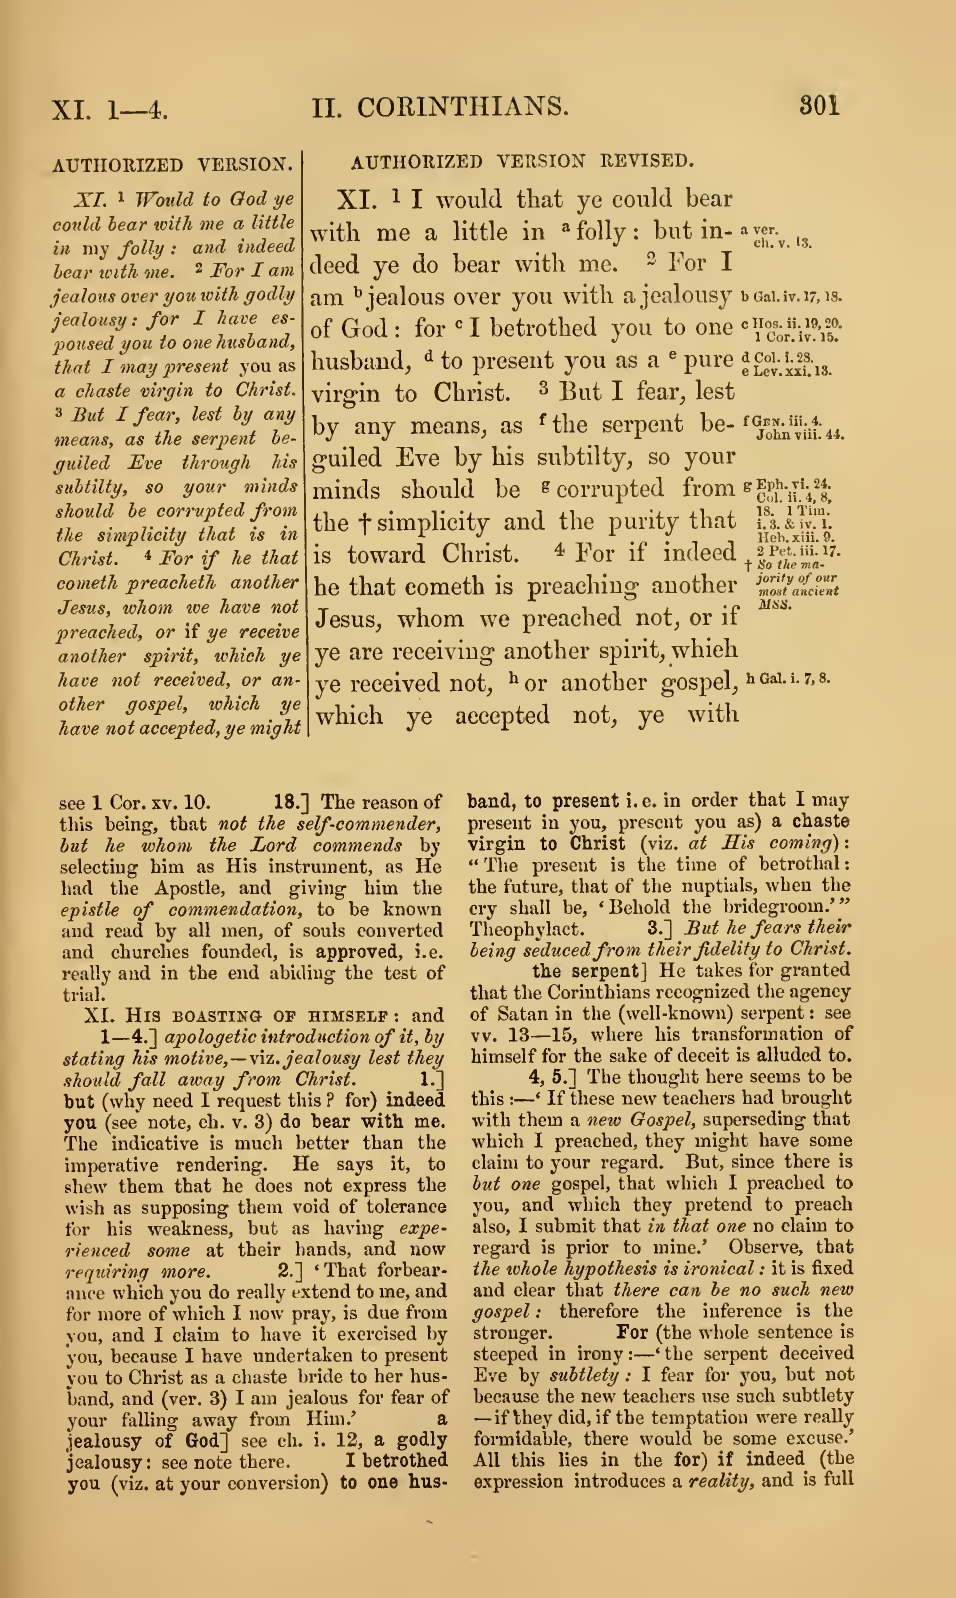 XI. 1—4.
II. CORINTHIANS.
301
AUTHORIZED VERSION.
XI. 1 Would to God ye
could bear with me a little
in my folly : and indeed
bear with me. 2 For I am
jealous over you with godly
jealousy : for I have es-
poused you to one husband,
that I may present you as
a chaste virgin to Christ.
3 But I fear, lest by any
means, as the serpent be-
guiled Eve through his
subtilty, so your minds
should be corrupted from
the simplicity that is in
Christ. 4 For if he that
cometh preacheth another
Jesus, whom we have not
preached, or if ye receive
another spirit, which ye
have not received, or an-
other gospel, which ye
have not accepted, ye might
AUTHORIZED VERSION REVISED.
XI. 1 I would that ye could bear
with me a little in a folly : but in-
deed ye do bear with me. 2 For I
am b jealous over you with a jealousy
of God : for c I betrothed you to one
husband, d to present you as a e pure
virgin to Christ. 3 But I fear, lest
by any means, as f the serpent be-
guiled Eve by his subtilty, so your
minds should be g corrupted from
the † simplicity and the purity that
is toward Christ. 4 For if indeed
he that cometh is preaching another
Jesus, whom we preached not, or if
ye are receiving another spirit, which
ye received not, h or another gospel,
which ye accepted not, ye with
a ver.
ch. v. 13.
b Gal. iv. 17, 18.
c Hos. ii. 19, 20.
1 Cor. iv. 15.
d Col. i. 28.
e Lev. xxi. 13.
f GEN. iii. 4.
John viii. 44.
g Eph. vi. 24.
Col. ii. 4, 8,
18. 1 Tim.
i. 3. & iv. 1.
Heb. xiii. 9.
2 Pet. iii. 17.
† So the ma-
jority of our
most ancient
MSS.
h Gal. i. 7, 8.
see 1 Cor. xv. 10. 18.] The reason of
this being, that not the self-commender,
but he whom the Lord commends by
selecting him as His instrument, as He
had the Apostle, and giving him the
epistle of commendation, to be known
and read by all men, of souls converted
and churches founded, is approved, i.e.
really and in the end abiding the test of
trial.
XI. HIS BOASTING OF HIMSELF : and
1—4.] apologetic introduction of it, by
stating his motive,—viz. jealousy lest they
should fall away from Christ. 1.]
but (why need I request this ? for) indeed
you (see note, ch. v. 3) do bear with me.
The indicative is much better than the
imperative rendering. He says it, to
shew them that he does not express the
wish as supposing them void of tolerance
for his weakness, but as having expe-
rienced some at their hands, and now
requiring more. 2.] ‘ That forbear-
ance which you do really extend to me, and
for more of which I now pray, is due from
you, and I claim to have it exercised by
you, because I have undertaken to present
you to Christ as a chaste bride to her hus-
band, and (ver. 3) I am jealous for fear of
your falling away from Him.’ a
jealousy of God] see ch. i. 12, a godly
jealousy : see note there. I betrothed
you (viz. at your conversion) to one hus-
band, to present i. e. in order that I may
present in you, present you as) a chaste
virgin to Christ (viz. at His coming) :
“ The present is the time of betrothal :
the future, that of the nuptials, when the
cry shall be, ‘ Behold the bridegroom.’ ”
Theophylact. 3.] But he fears their
being seduced from their fidelity to Christ.
the serpent] He takes for granted
that the Corinthians recognized the agency
of Satan in the (well-known) serpent : see
vv. 13—15, where his transformation of
himself for the sake of deceit is alluded to.
4, 5.] The thought here seems to be
this :—‘ If these new teachers had brought
with them a new Gospel, superseding that
which I preached, they might have some
claim to your regard. But, since there is
but one gospel, that which I preached to
you, and which they pretend to preach
also, I submit that in that one no claim to
regard is prior to mine.’ Observe, that
the whole hypothesis is ironical : it is fixed
and clear that there can be no such new
gospel : therefore the inference is the
stronger. For (the whole sentence is
steeped in irony :—‘ the serpent deceived
Eve by subtlety : I fear for you, but not
because the new teachers use such subtlety
—if they did, if the temptation were really
formidable, there would be some excuse.’
All this lies in the for) if indeed (the
expression introduces a reality, and is full